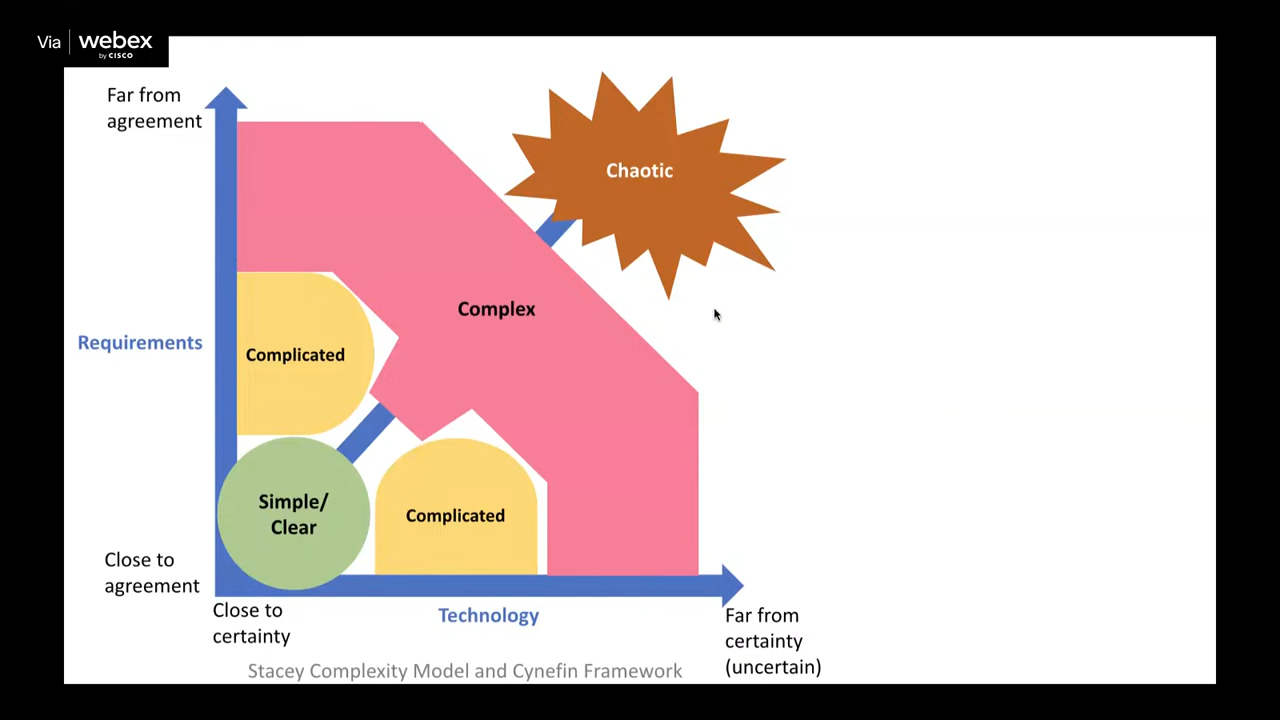 Via webex
by CISCO
Far from
agreement
Chaotic
Complex
Requirements
Complicated
Simple/
Clear
Complicated
Close to
agreement
Close to
certainty
Technology
Far from
certainty
(uncertain)
Stacey Complexity Model and Cynefin Framework